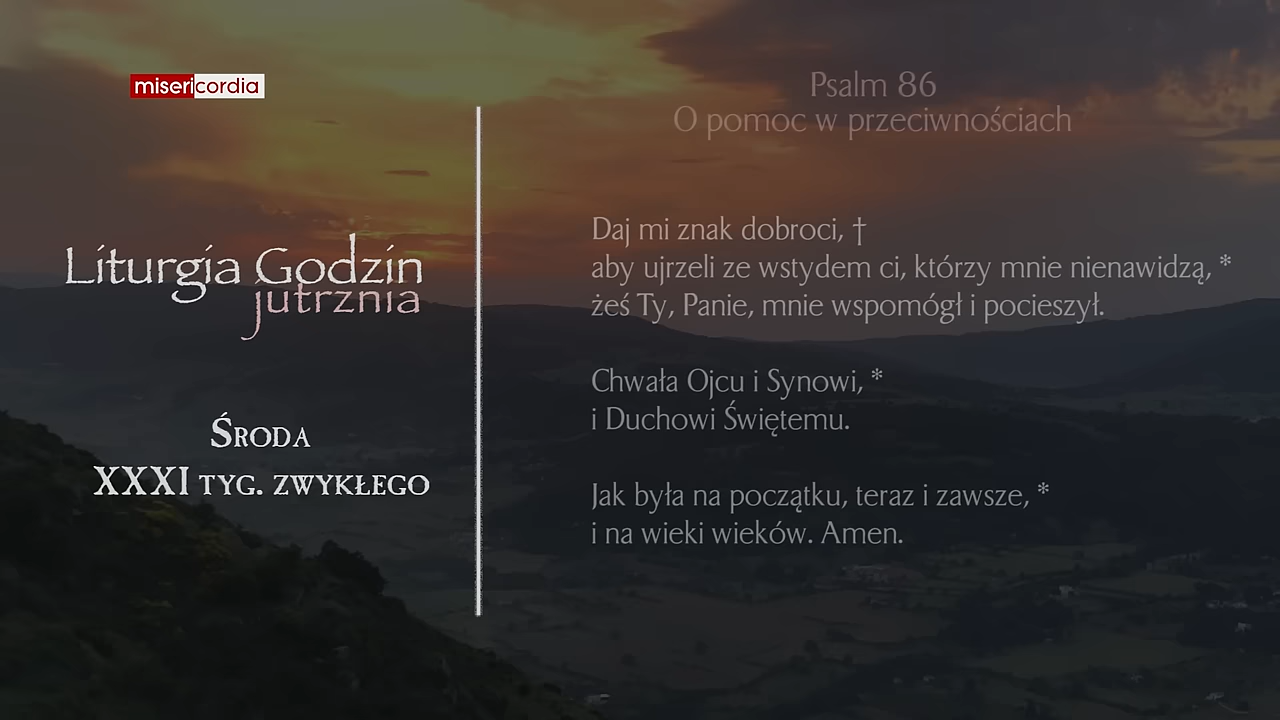 misericordia
Liturgia Godzin
jutrznia
Środa
XXXI tyg. zwykłego
Psalm 86
O pomoc w przeciwnościach
Daj mi znak dobroci, †
aby ujrzeli ze wstydem ci, którzy mnie nienawidzą, *
żeś Ty, Panie, mnie wspomógł i pocieszył.
Chwała Ojcu i Synowi, *
i Duchowi Świętemu.
Jak była na początku, teraz i zawsze, *
i na wieki wieków. Amen.